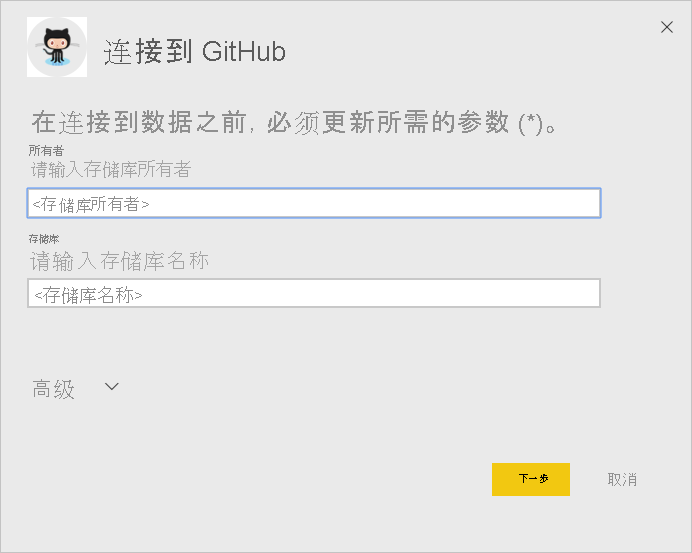 连接到 GitHub
在连接到数据之前, 必须更新所需的参数 (*)。
所有者
请输入存储库所有者
<存储库所有者>
存储库
请输入存储库名称
<存储库名称>
高级
下一步
取消